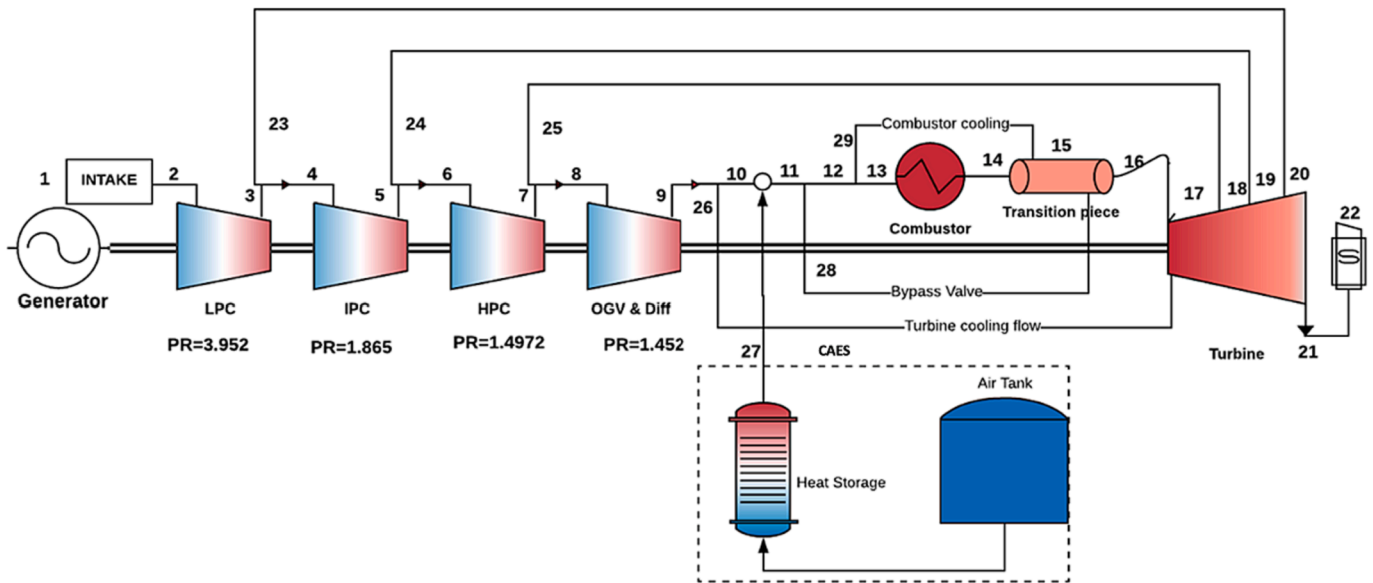 23
24
25
1
INTAKE
2
3
4
5
6
7
8
9
10
26
11
12
29
Combustor cooling
13
14
15
16
Transition piece
Combustor
17
18
19
20
22
S
Generator
LPC
IPC
HPC
OGV & Diff
PR=3.952
PR=1.865
PR=1.4972
PR=1.452
28
Bypass Valve
Turbine cooling flow
Turbine
21
27
CAES
Air Tank
Heat Storage